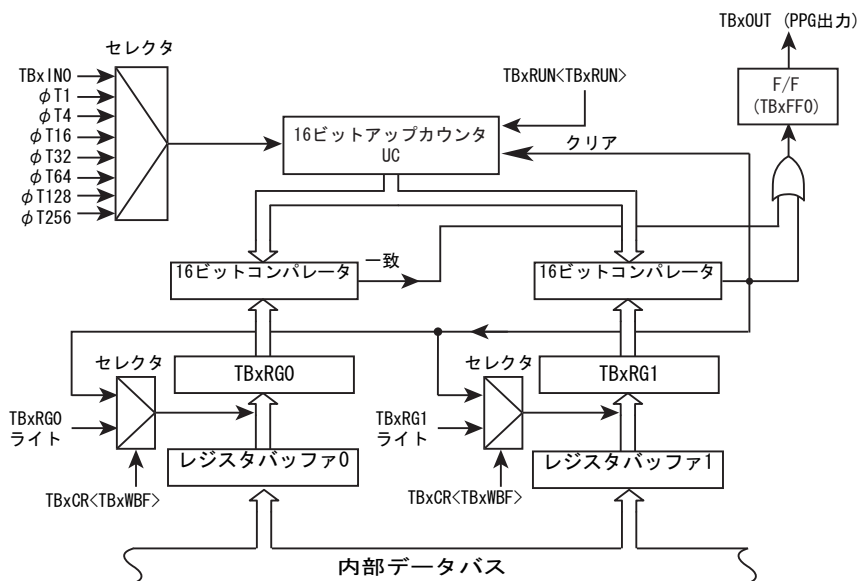 TBxOUT (PPG出力)
セレクタ
TBxIN0
φT1
φT4
φT16
φT32
φT64
φT128
φT256
TBxRUN<TBxRUN>
F/F
(TBxFF0)
16ビットアップカウンタ
UC
クリア
16ビットコンパレータ
一致
16ビットコンパレータ
セレクタ
TBxRG0
セレクタ
TBxRG1
TBxRG0
ライト
TBxRG1
ライト
レジスタバッファ0
レジスタバッファ1
TBxCR<TBxWBF>
TBxCR<TBxWBF>
内部データバス